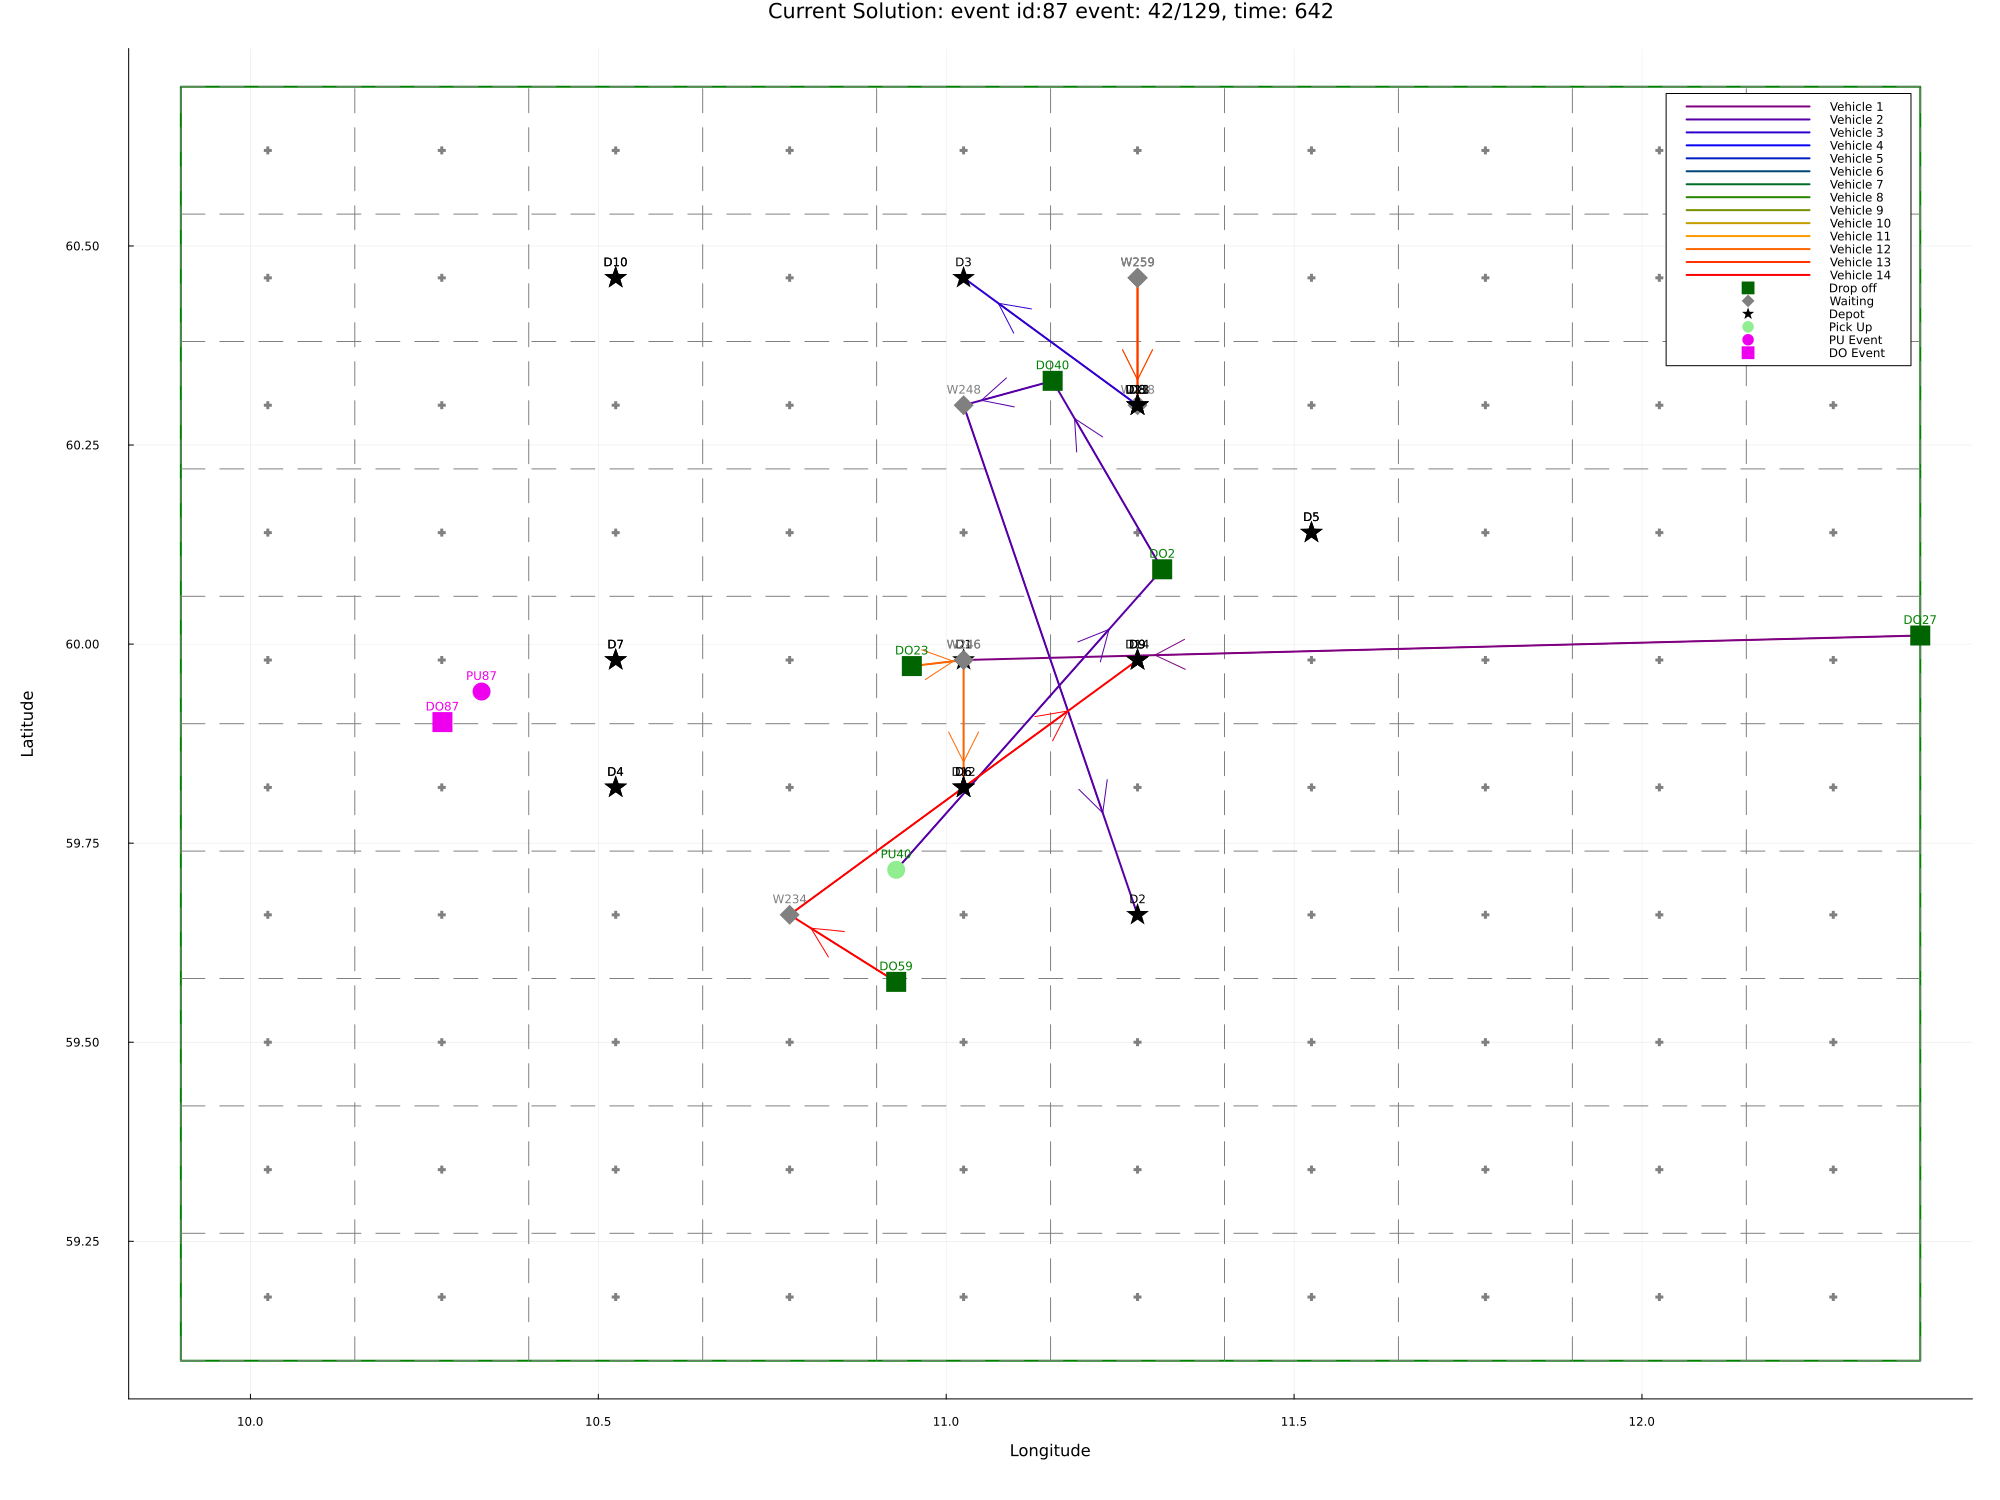 Current Solution: event id:87 event: 42/129, time: 642
Vehicle 1
Vehicle 2
Vehicle 3
Vehicle 4
Vehicle 5
Vehicle 6
Vehicle 7
Vehicle 8
Vehicle 9
Vehicle 10
Vehicle 11
Vehicle 12
Vehicle 13
Vehicle 14
Drop off
Waiting
Depot
Pick Up
PU Event
DO Event
60.50
60.25
60.00
59.75
59.50
59.25
Latitude
D10
D3
W259
DO40
W248
D5
DO2
DO27
D7
DO23
PU87
DO87
D4
PU40
W234
D2
DO59
10.0
10.5
11.0
11.5
12.0
Longitude